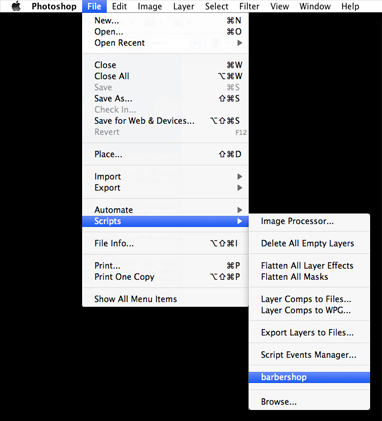 Photoshop File Edit Image Layer Select Filter View Window Help
New... ⌘N
Open... ⌘O
Open Recent ▶
Close ⌘W
Close All ⌥⌘W
Save ⌘S
Save As... ⇧⌘S
Check In...
Save for Web & Devices... ⌥⇧⌘S
Revert F12
Place... ⇧⌘D
Import ▶
Export ▶
Automate ▶
Scripts ▶
File Info... ⌥⇧⌘I
Print... ⌘P
Print One Copy ⌥⇧⌘P
Show All Menu Items
Image Processor...
Delete All Empty Layers
Flatten All Layer Effects
Flatten All Masks
Layer Comps to Files...
Layer Comps to WPG...
Export Layers to Files...
Script Events Manager...
barbershop
Browse...